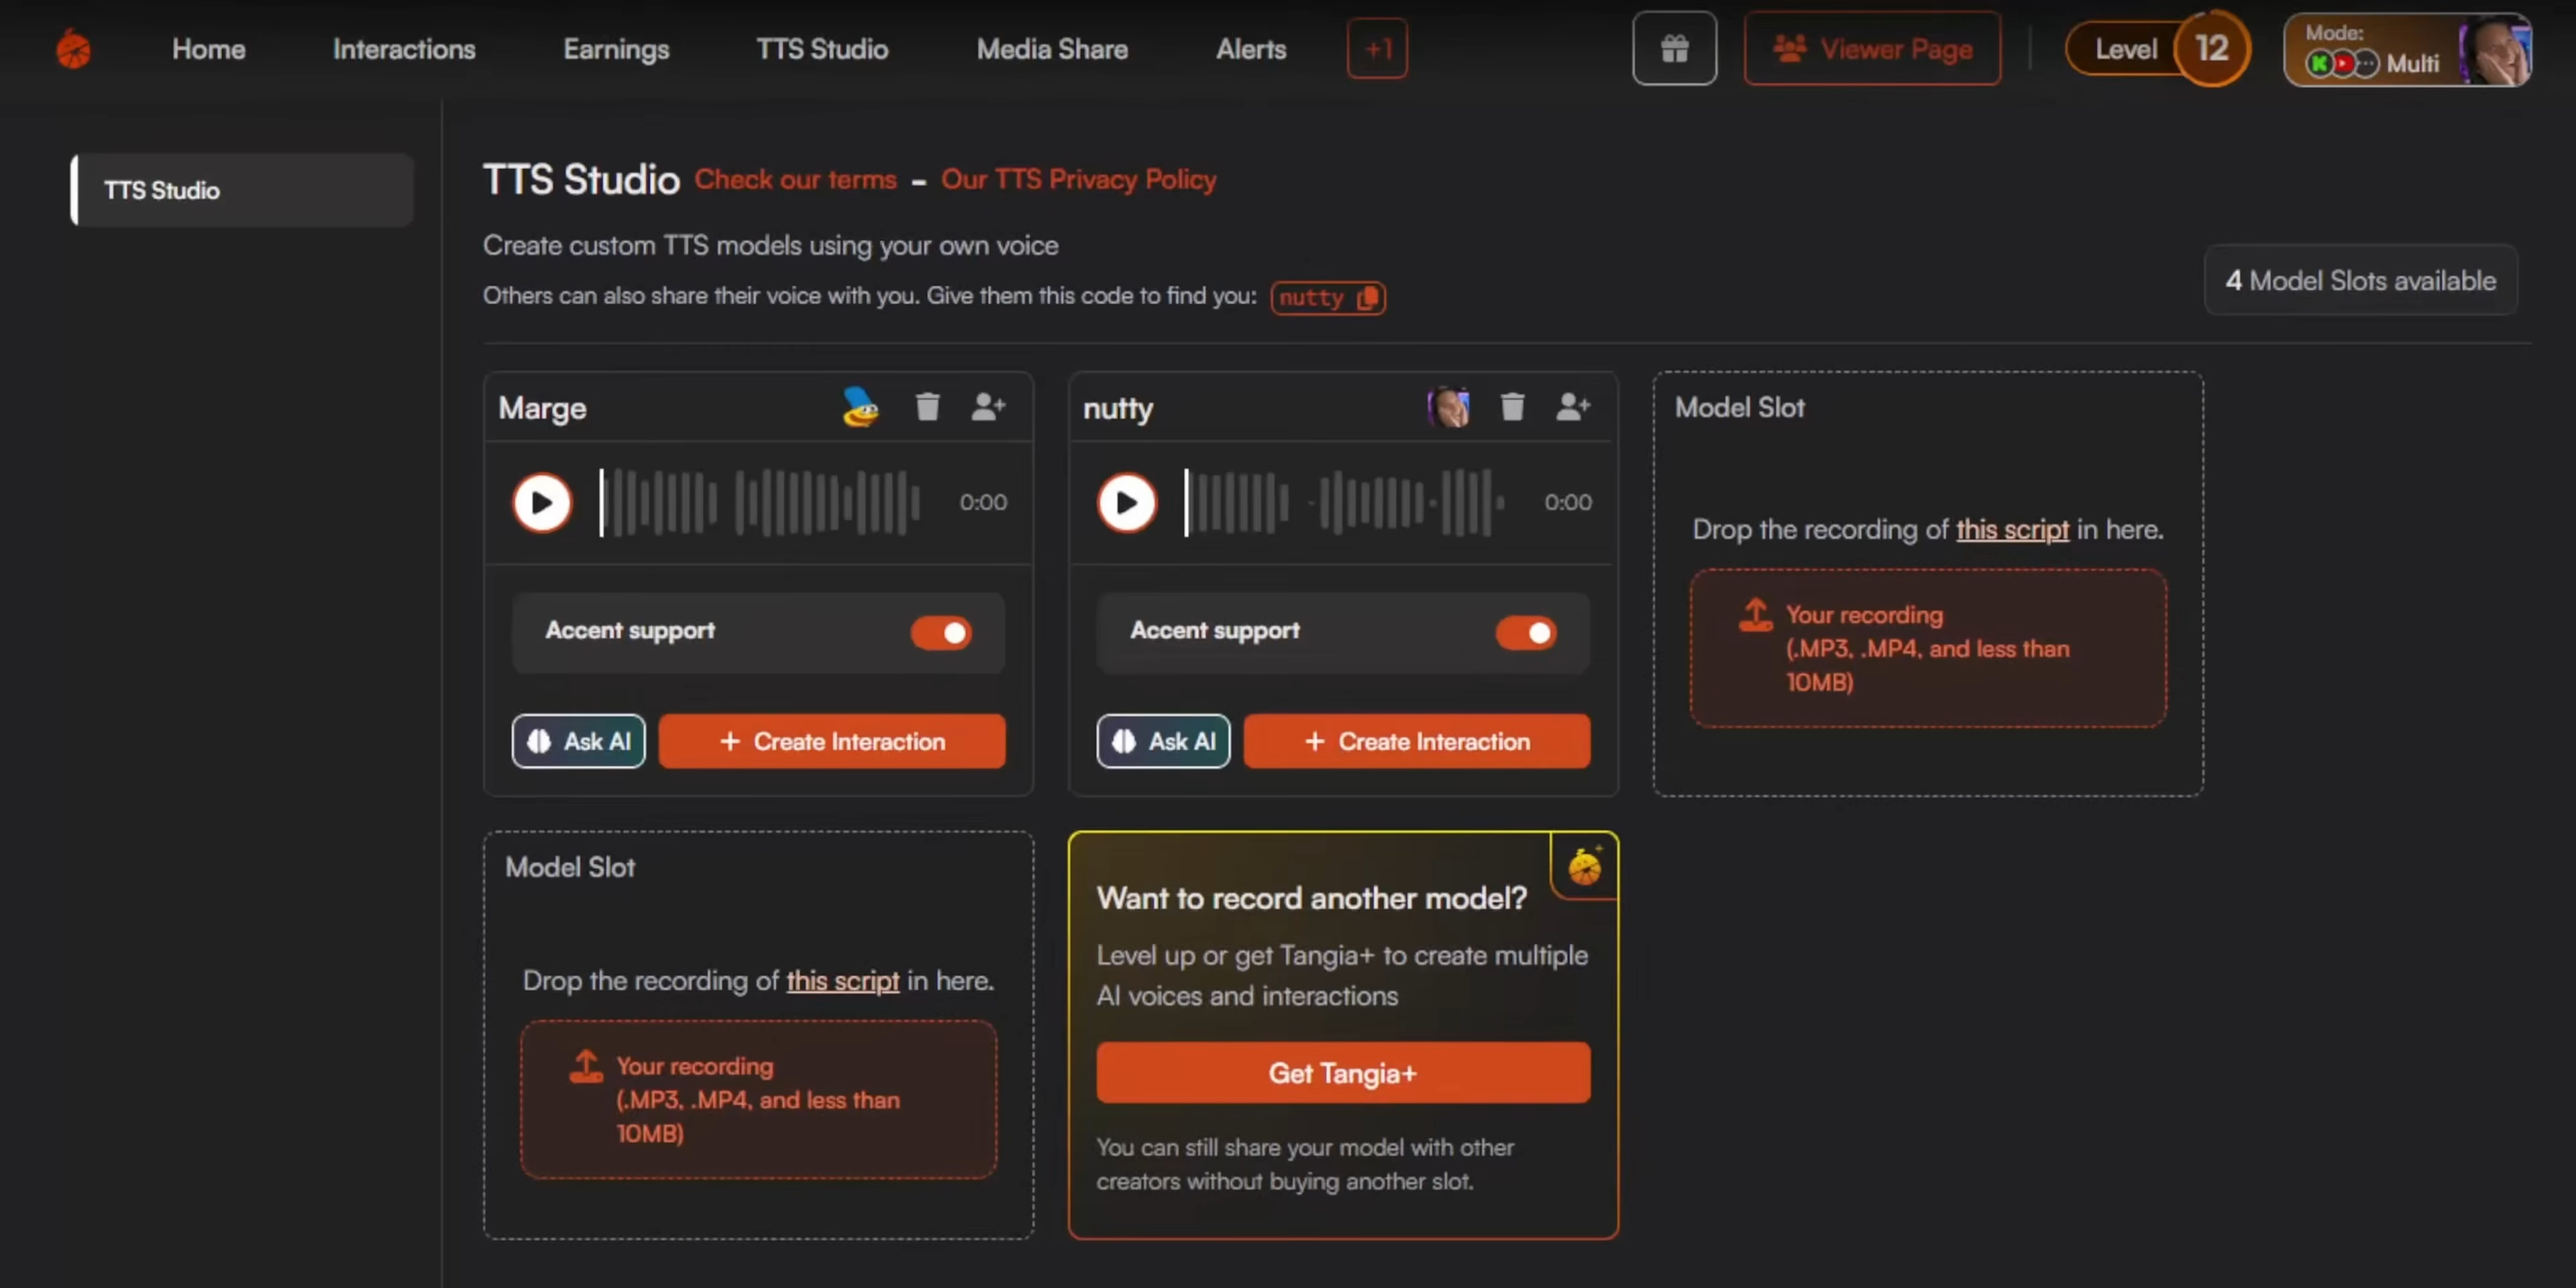 Home
Interactions
Earnings
TTS Studio
Media Share
Alerts
+1
Viewer Page
Level 12
Mode:
Multi
TTS Studio
TTS Studio Check our terms - Our TTS Privacy Policy
Create custom TTS models using your own voice
Others can also share their voice with you. Give them this code to find you: nutty
4 Model Slots available
Marge
0:00
Accent support
Ask AI
+ Create Interaction
nutty
0:00
Accent support
Ask AI
+ Create Interaction
Model Slot
Drop the recording of this script in here.
Your recording
(.MP3, .MP4, and less than
10MB)
Model Slot
Drop the recording of this script in here.
Your recording
(.MP3, .MP4, and less than
10MB)
Want to record another model?
Level up or get Tangia+ to create multiple
AI voices and interactions
Get Tangia+
You can still share your model with other
creators without buying another slot.